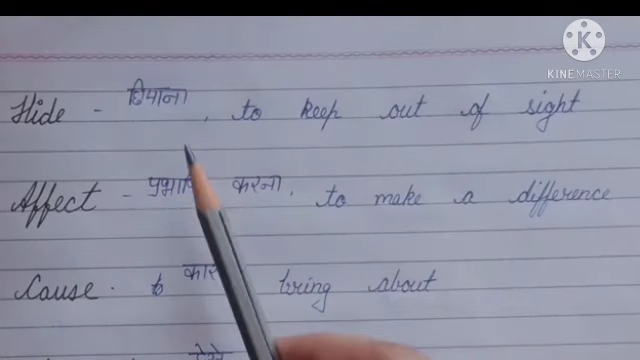 KINEMASTER
Hide - छिपाना, to keep out of sight
Affect - करना, to make a difference
Cause. to bring about